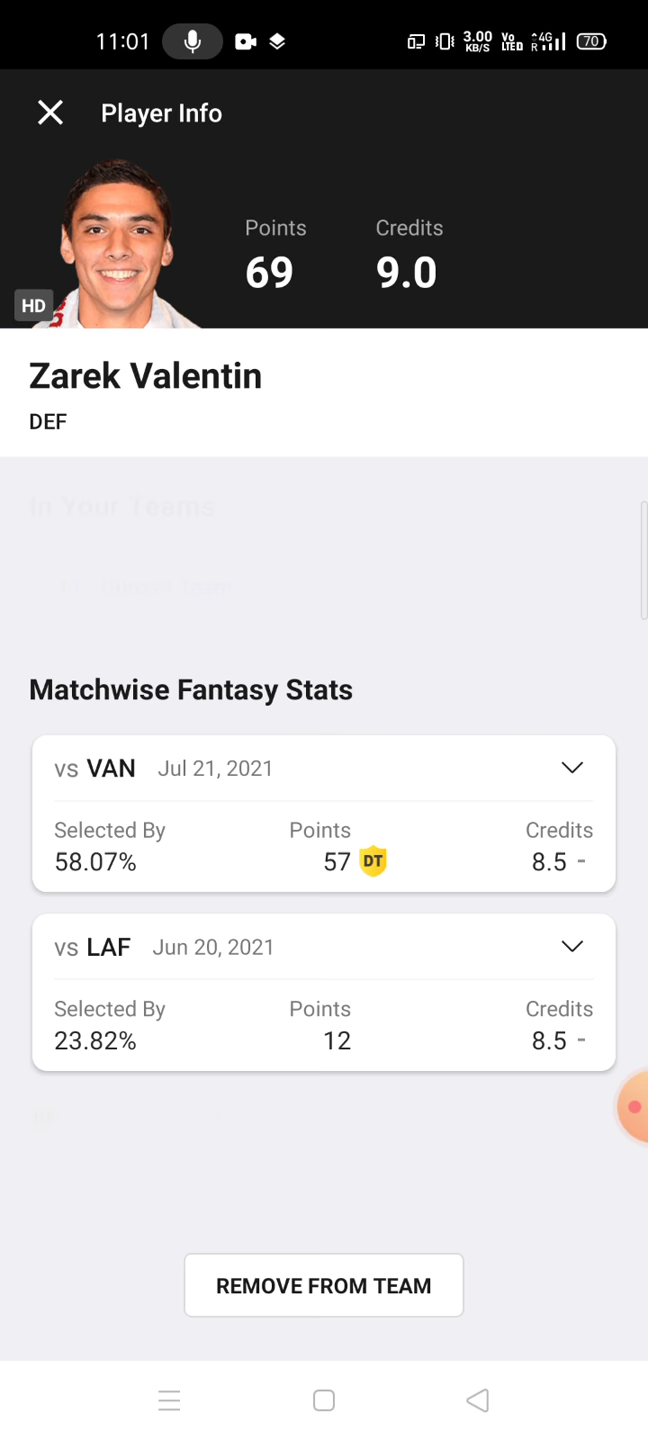 11:01 3.00 KB/S Vo LTED 4G R 70
Player Info
Points Credits
69 9.0
HD
Zarek Valentin
DEF
In Your Teams
Matchwise Fantasy Stats
vs VAN Jul 21, 2021
Selected By Points Credits
58.07% 57 DT 8.5 -
vs LAF Jun 20, 2021
Selected By Points Credits
23.82% 12 8.5 -
REMOVE FROM TEAM